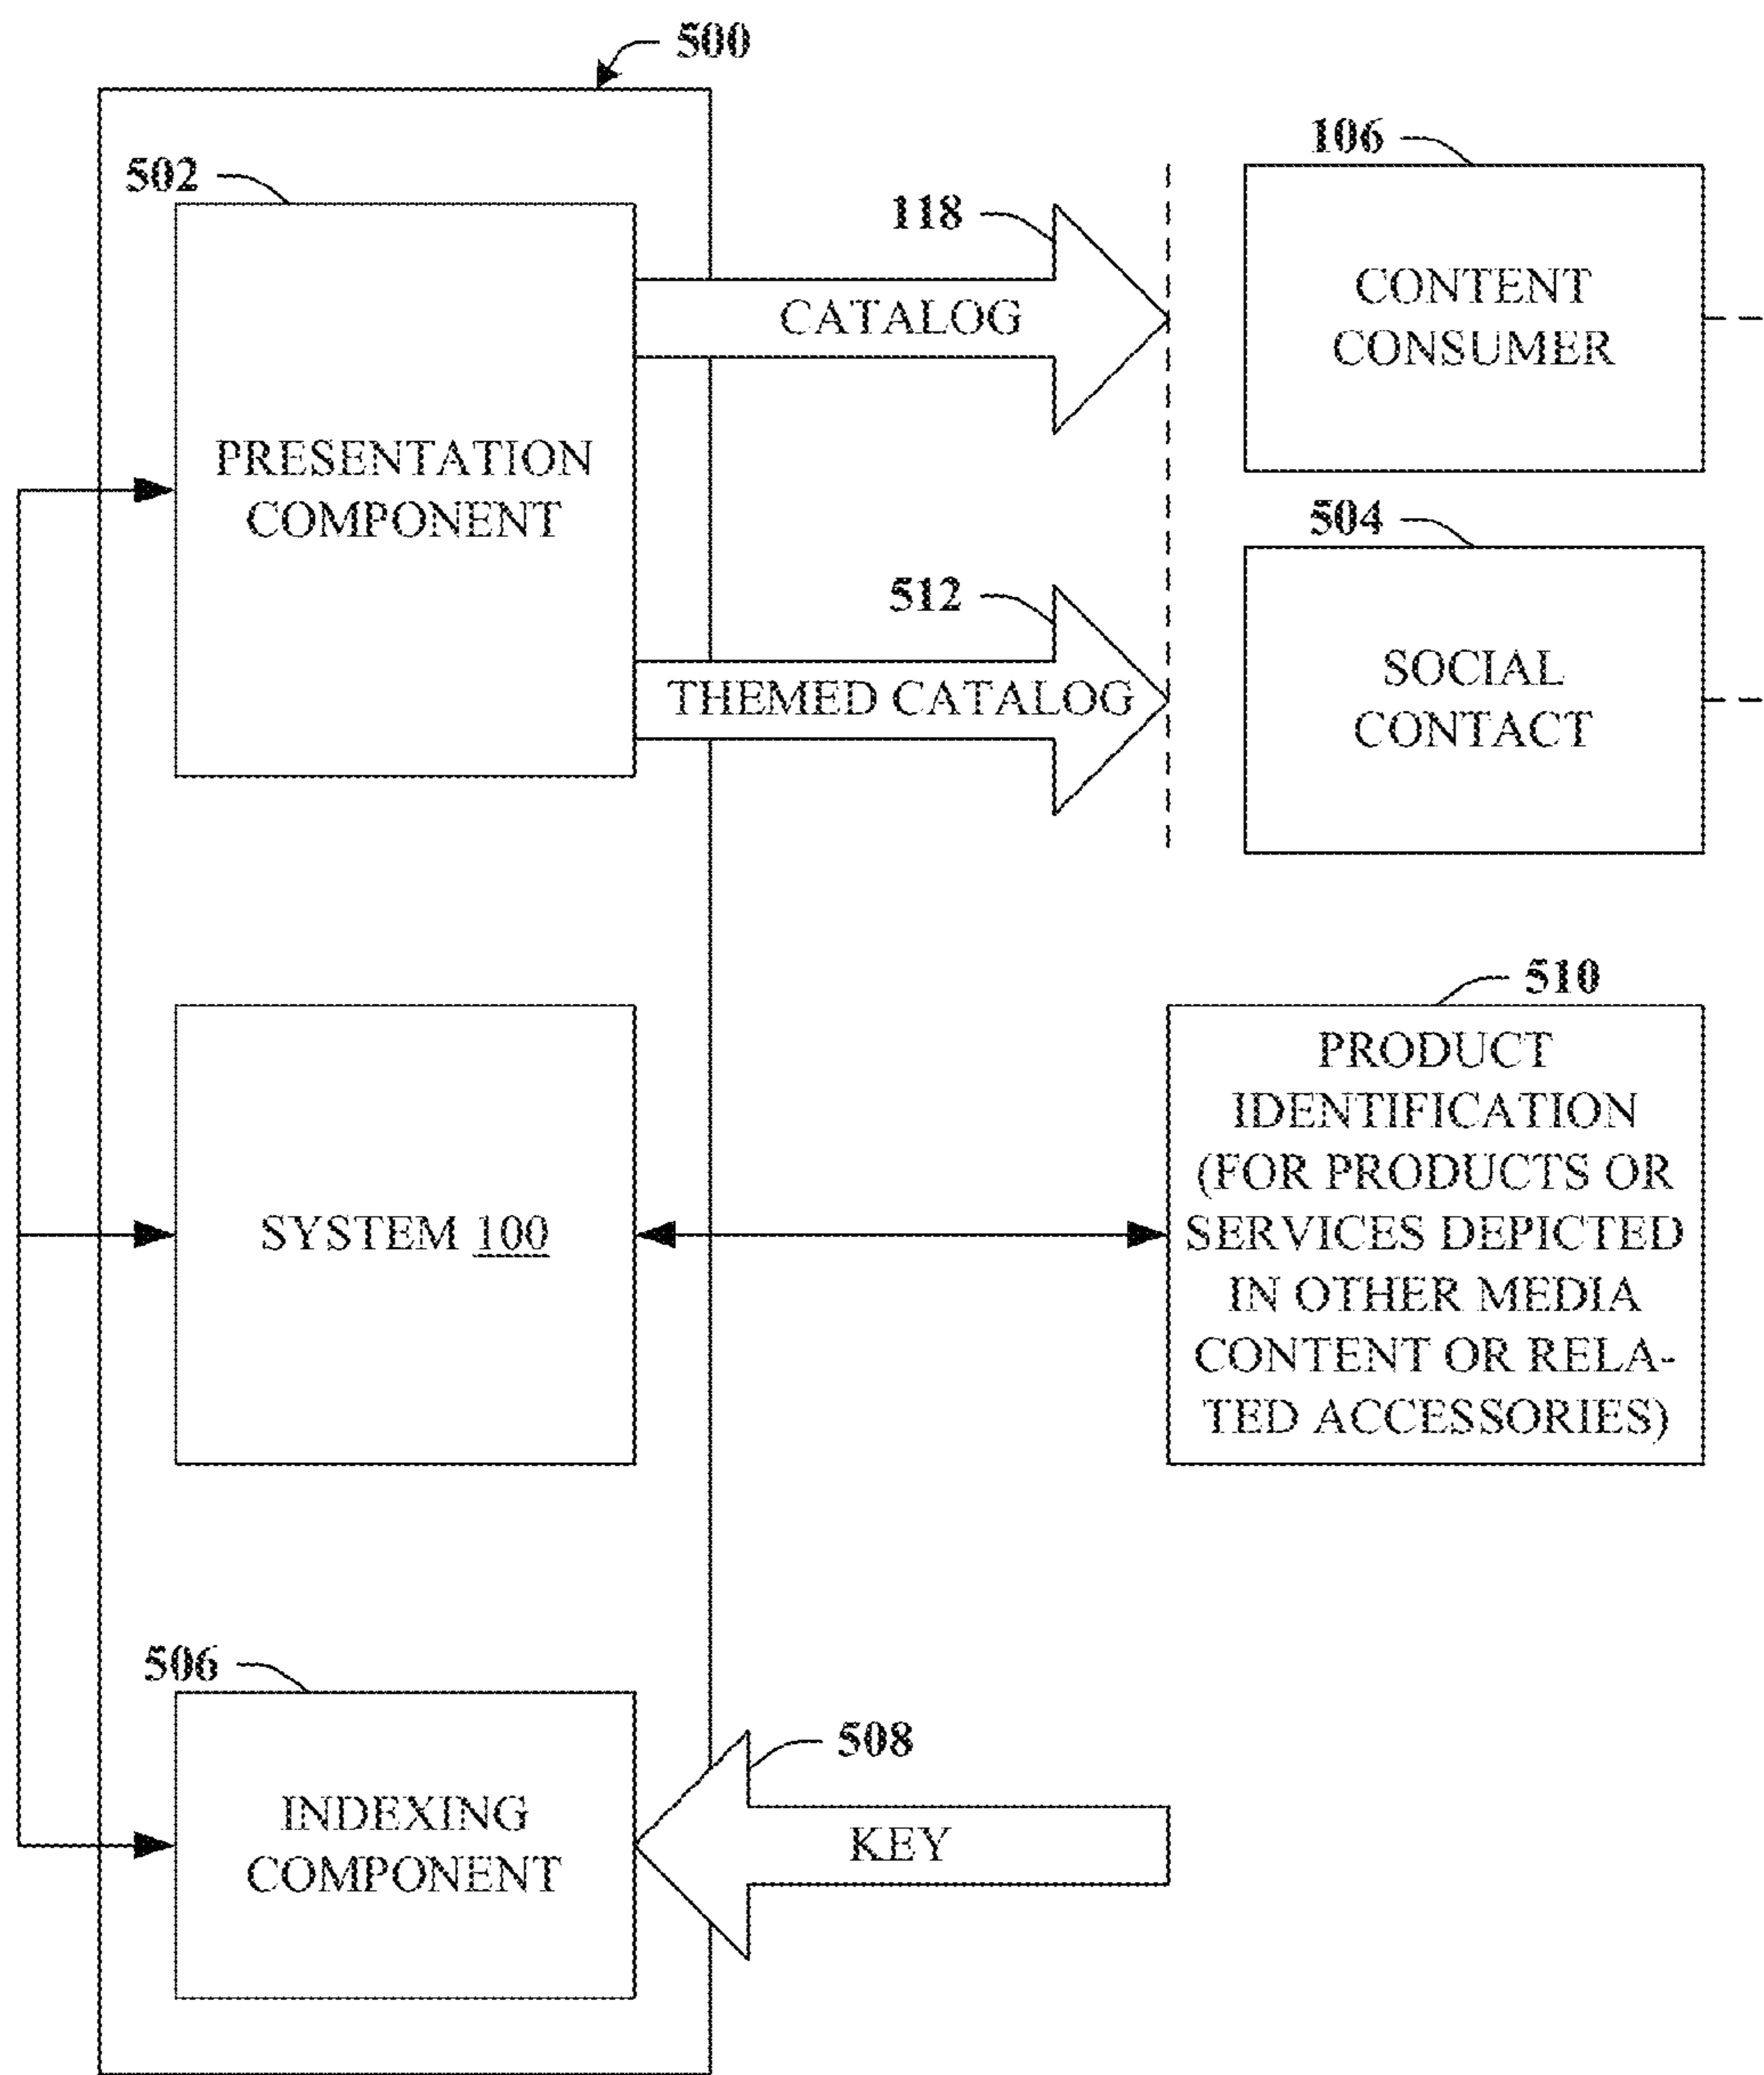 500
502
106
118
CATALOG
CONTENT
CONSUMER
PRESENTATION
COMPONENT
504
512
THEMED CATALOG
SOCIAL
CONTACT
510
PRODUCT
IDENTIFICATION
(FOR PRODUCTS OR
SERVICES DEPICTED
IN OTHER MEDIA
CONTENT OR RELA-
TED ACCESSORIES)
SYSTEM 100
506
508
INDEXING
COMPONENT
KEY